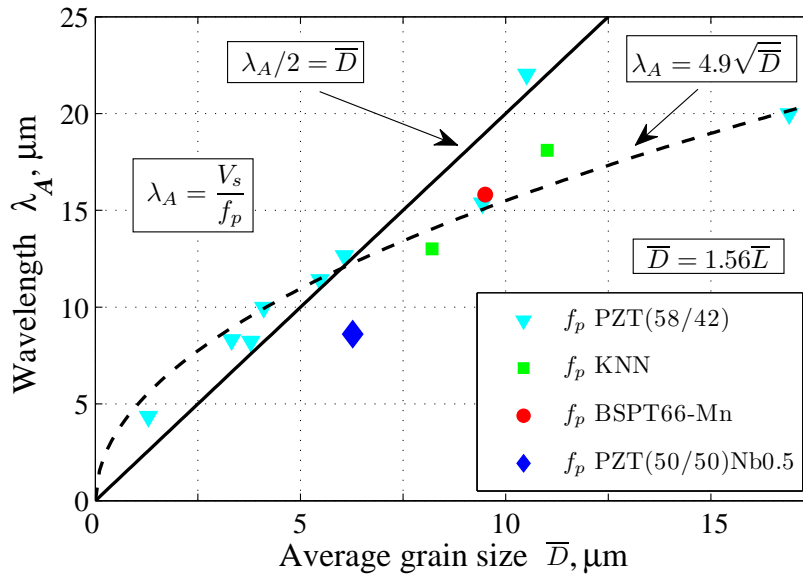 25
20
15
10
5
0
0
5
10
15
Wavelength λ_A, μm
Average grain size D̅, μm
λ_A/2 = D̅
λ_A = 4.9√D̅
λ_A = V_s/f_p
D̅ = 1.56L̅
f_p PZT(58/42)
f_p KNN
f_p BSPT66-Mn
f_p PZT(50/50)Nb0.5